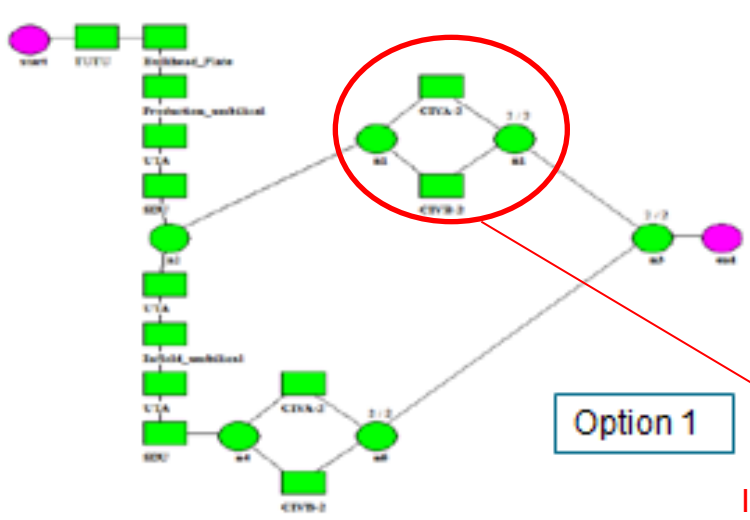 start
TUTU
Bulkhead_Plate
Production_umbilical
UTA
SDU
UTA
Infield_umbilical
UTA
SDU
CIVA-2
2 / 2
CIVB-2
2 / 2
end
CIVA-2
2 / 2
CIVB-2
Option 1